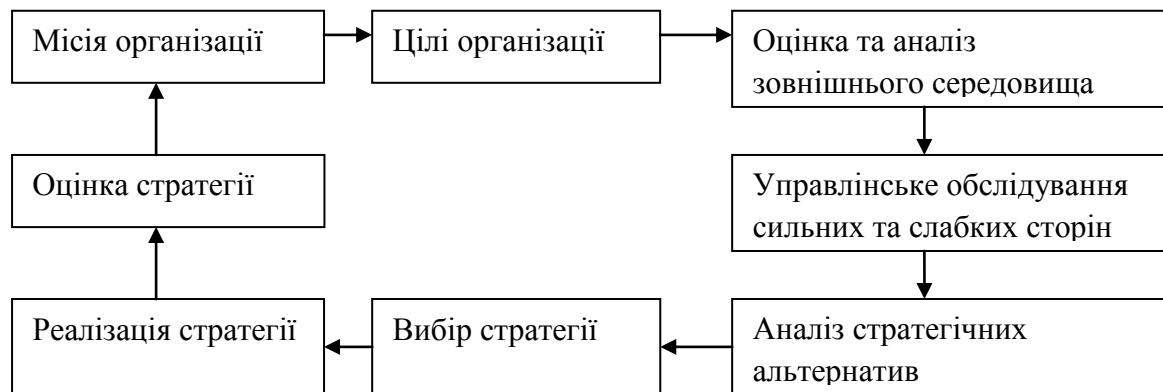 Місія організації
Цілі організації
Оцінка та аналіз
зовнішнього середовища
Управлінське обслідування
сильних та слабких сторін
Аналіз стратегічних
альтернатив
Вибір стратегії
Реалізація стратегії
Оцінка стратегії